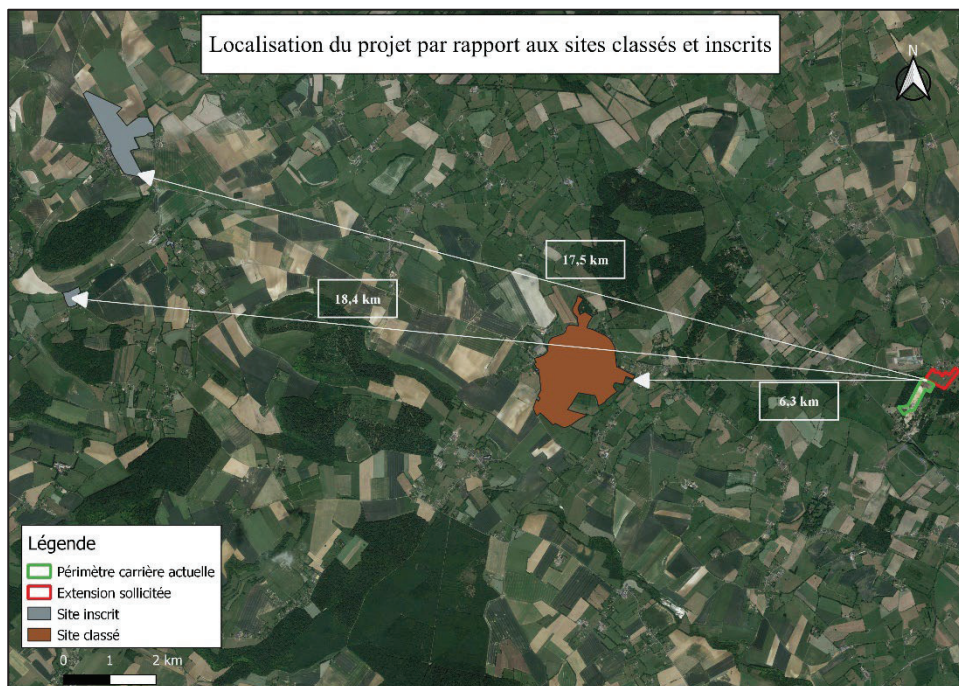 Localisation du projet par rapport aux sites classés et inscrits
N
17,5 km
18,4 km
6,3 km
Légende
Périmètre carrière actuelle
Extension sollicitée
Site inscrit
Site classé
0 1 2 km